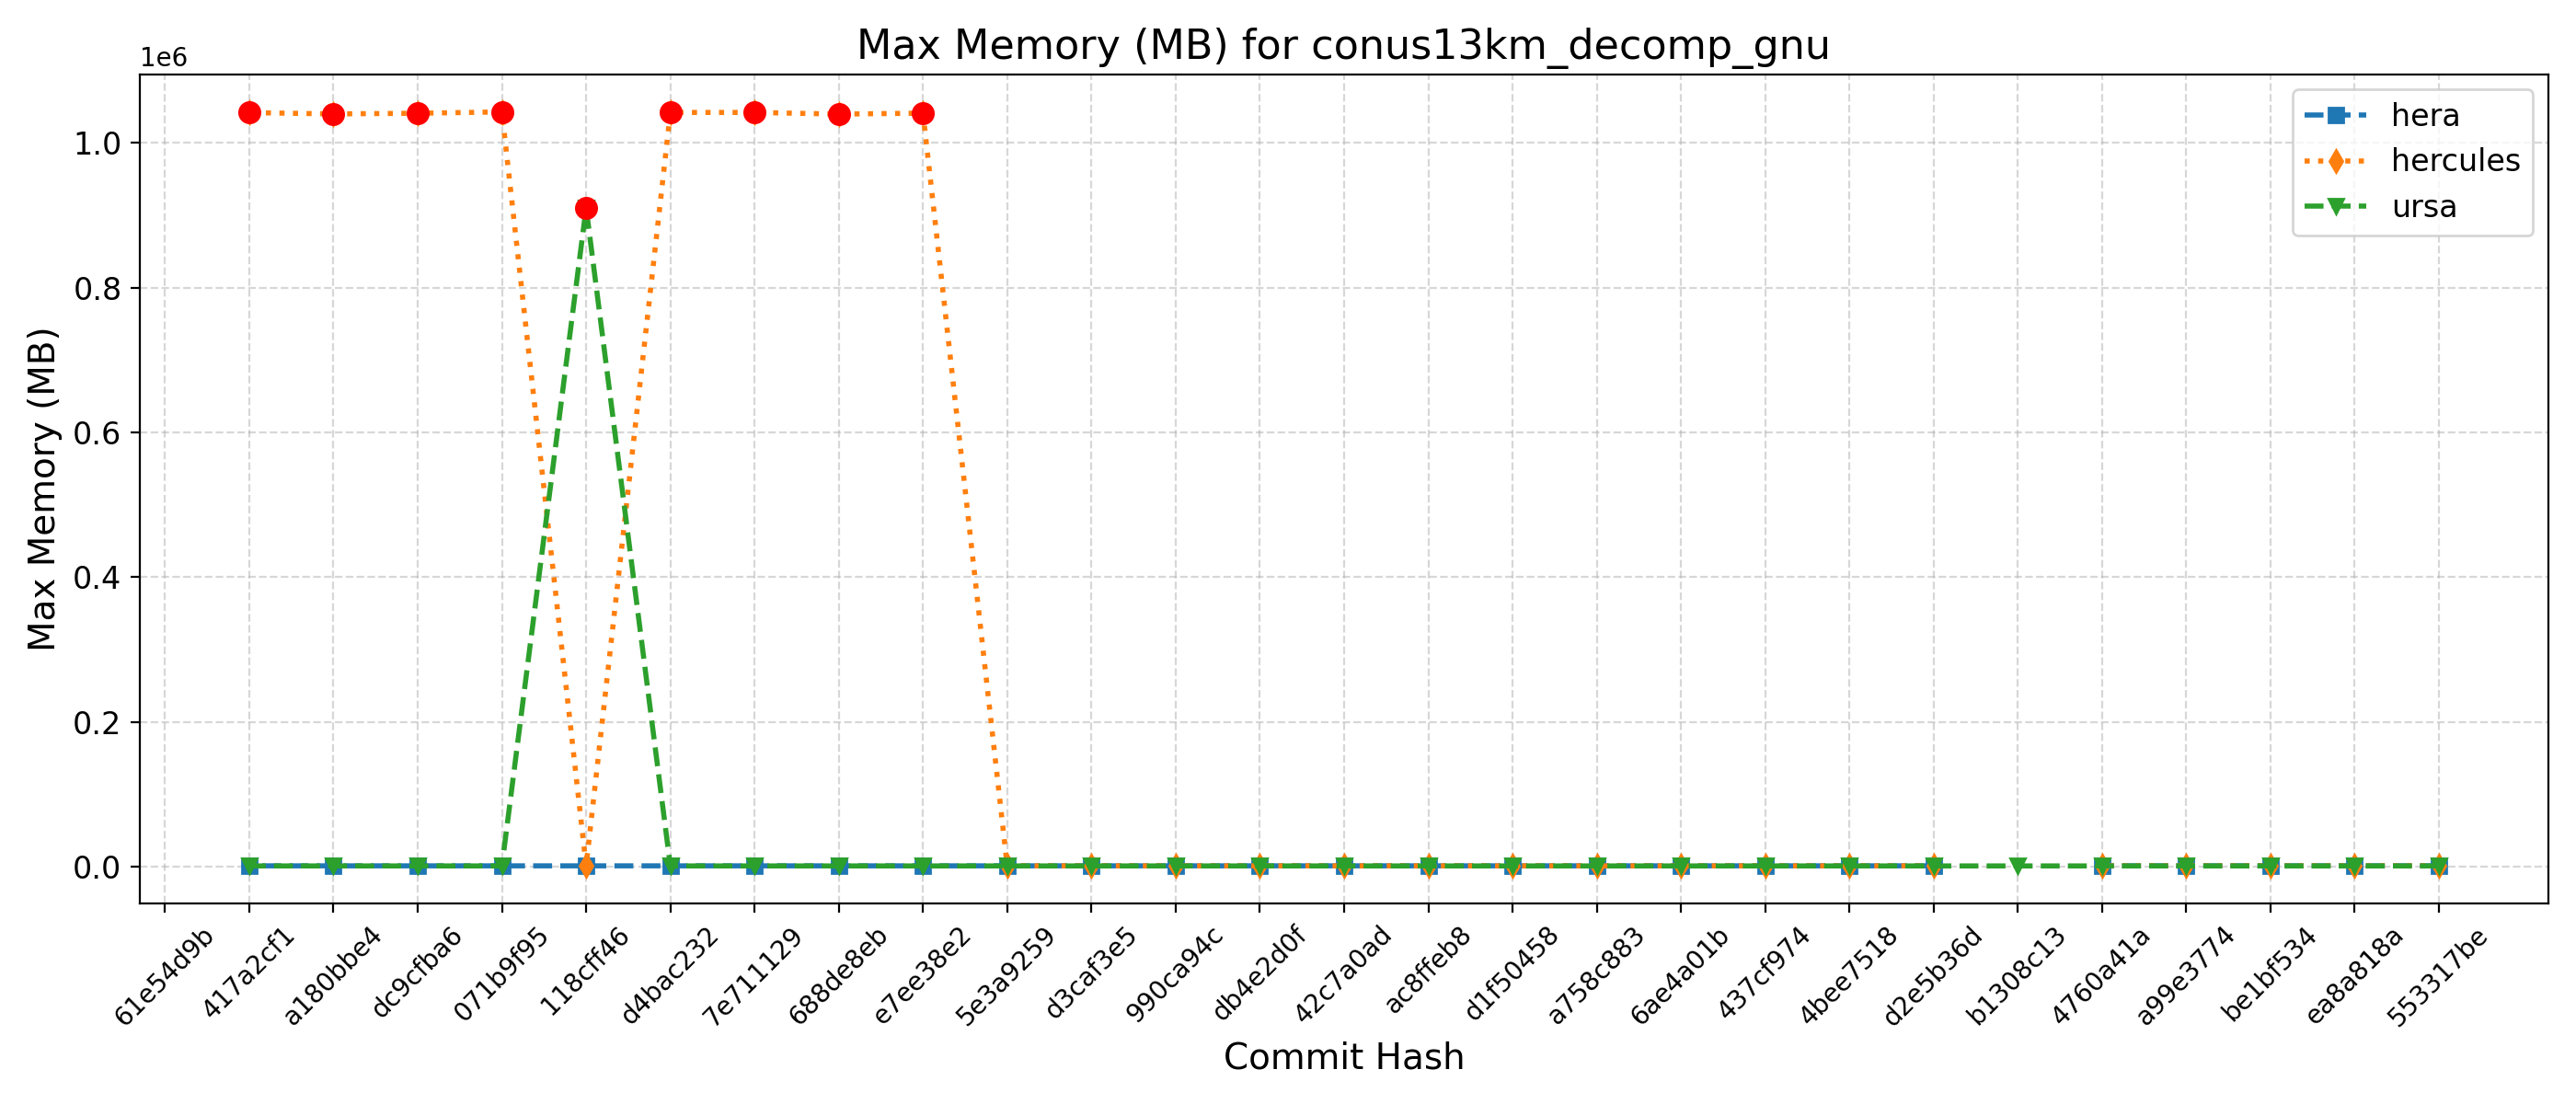 Max Memory (MB) for conus13km_decomp_gnu
1e6
1.0
0.8
0.6
0.4
0.2
0.0
Max Memory (MB)
hera
hercules
ursa
61e54d9b
417a2cf1
a180bbe4
dc9cfba6
071b9f95
118cff46
d4bac232
7e711129
688de8eb
e7ee38e2
5e3a9259
d3caf3e5
990ca94c
db4e2d0f
42c7a0ad
ac8ffeb8
d1f50458
a758c883
6ae4a01b
437cf974
4bee7518
d2e5b36d
b1308c13
4760a41a
a99e3774
be1bf534
ea8a818a
553317be
Commit Hash